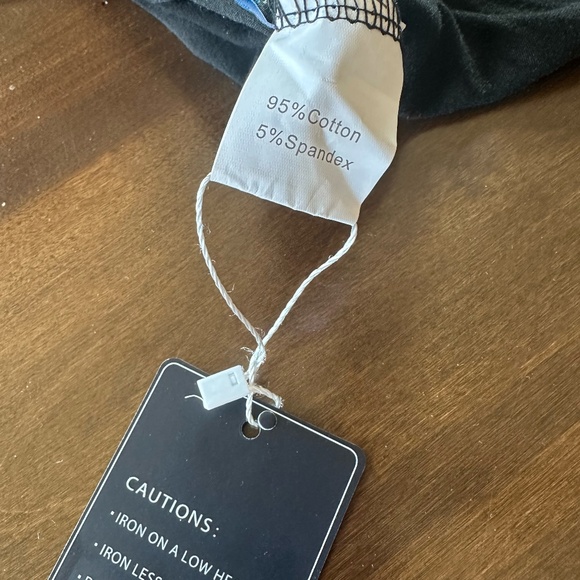 95%Cotton
5%Spandex
CAUTIONS:
• IRON ON A LOW
• IRON